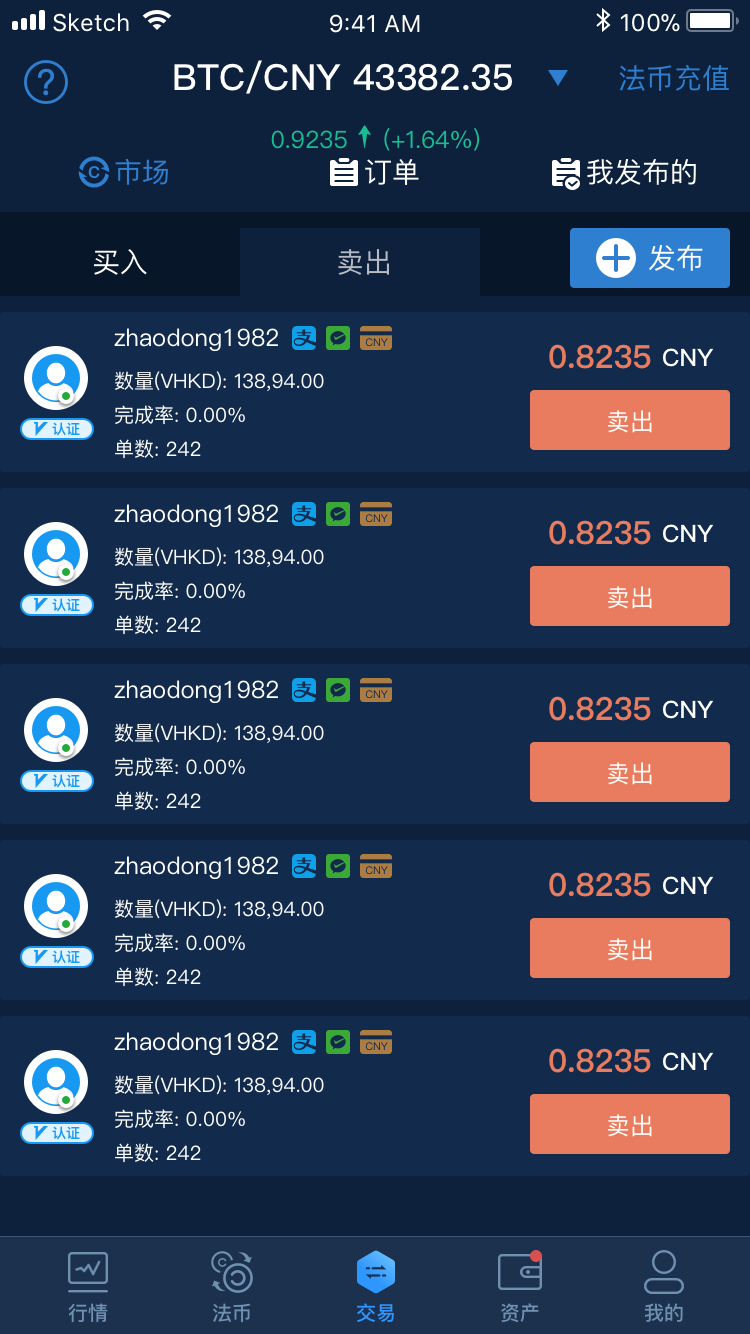 Sketch 9:41 AM 100%
BTC/CNY 43382.35 法币充值
0.9235 (+1.64%)
市场 订单 我发布的
买入 卖出 发布
zhaodong1982 支 CNY
0.8235 CNY
数量(VHKD): 138,94.00
完成率: 0.00%
卖出
认证
单数: 242
zhaodong1982 支 CNY
0.8235 CNY
数量(VHKD): 138,94.00
完成率: 0.00%
卖出
认证
单数: 242
zhaodong1982 支 CNY
0.8235 CNY
数量(VHKD): 138,94.00
完成率: 0.00%
卖出
认证
单数: 242
zhaodong1982 支 CNY
0.8235 CNY
数量(VHKD): 138,94.00
完成率: 0.00%
卖出
认证
单数: 242
zhaodong1982 支 CNY
0.8235 CNY
数量(VHKD): 138,94.00
完成率: 0.00%
卖出
认证
单数: 242
行情 法币 交易 资产 我的